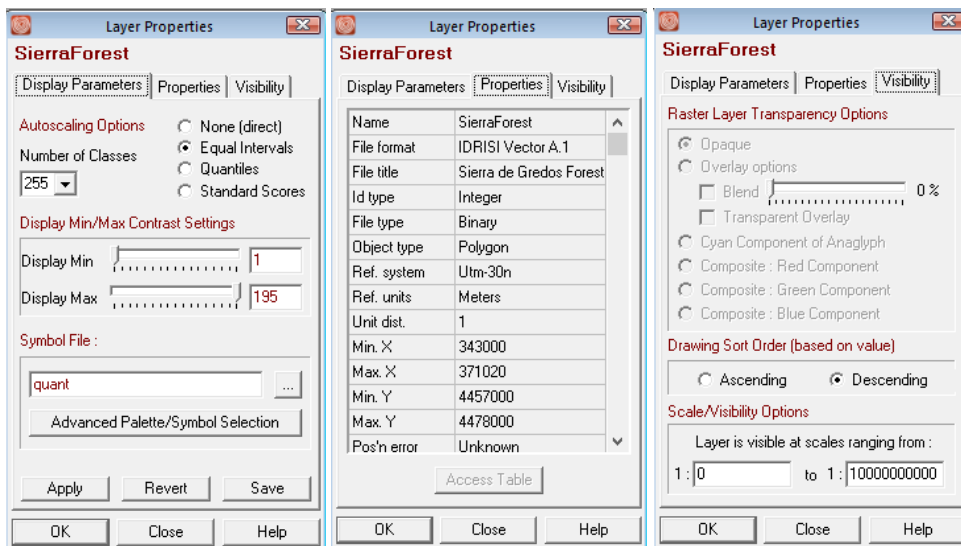 Layer Properties
SierraForest
Display Parameters Properties Visibility
Autoscaling Options
Number of Classes
255
None (direct)
Equal Intervals
Quantiles
Standard Scores
Display Min/Max Contrast Settings
Display Min 1
Display Max 195
Symbol File :
quant ...
Advanced Palette/Symbol Selection
Apply Revert Save
OK Close Help
Layer Properties
SierraForest
Display Parameters Properties Visibility
Name SierraForest
File format IDRISI Vector A.1
File title Sierra de Gredos Forest
Id type Integer
File type Binary
Object type Polygon
Ref. system Utm-30n
Ref. units Meters
Unit dist. 1
Min. X 343000
Max. X 371020
Min. Y 4457000
Max. Y 4478000
Pos'n error Unknown
Access Table
OK Close Help
Layer Properties
SierraForest
Display Parameters Properties Visibility
Raster Layer Transparency Options
Opaque
Overlay options
Blend 0 %
Transparent Overlay
Cyan Component of Anaglyph
Composite : Red Component
Composite : Green Component
Composite : Blue Component
Drawing Sort Order (based on value)
Ascending Descending
Scale/Visibility Options
Layer is visible at scales ranging from :
1 : 0 to 1 : 10000000000
OK Close Help